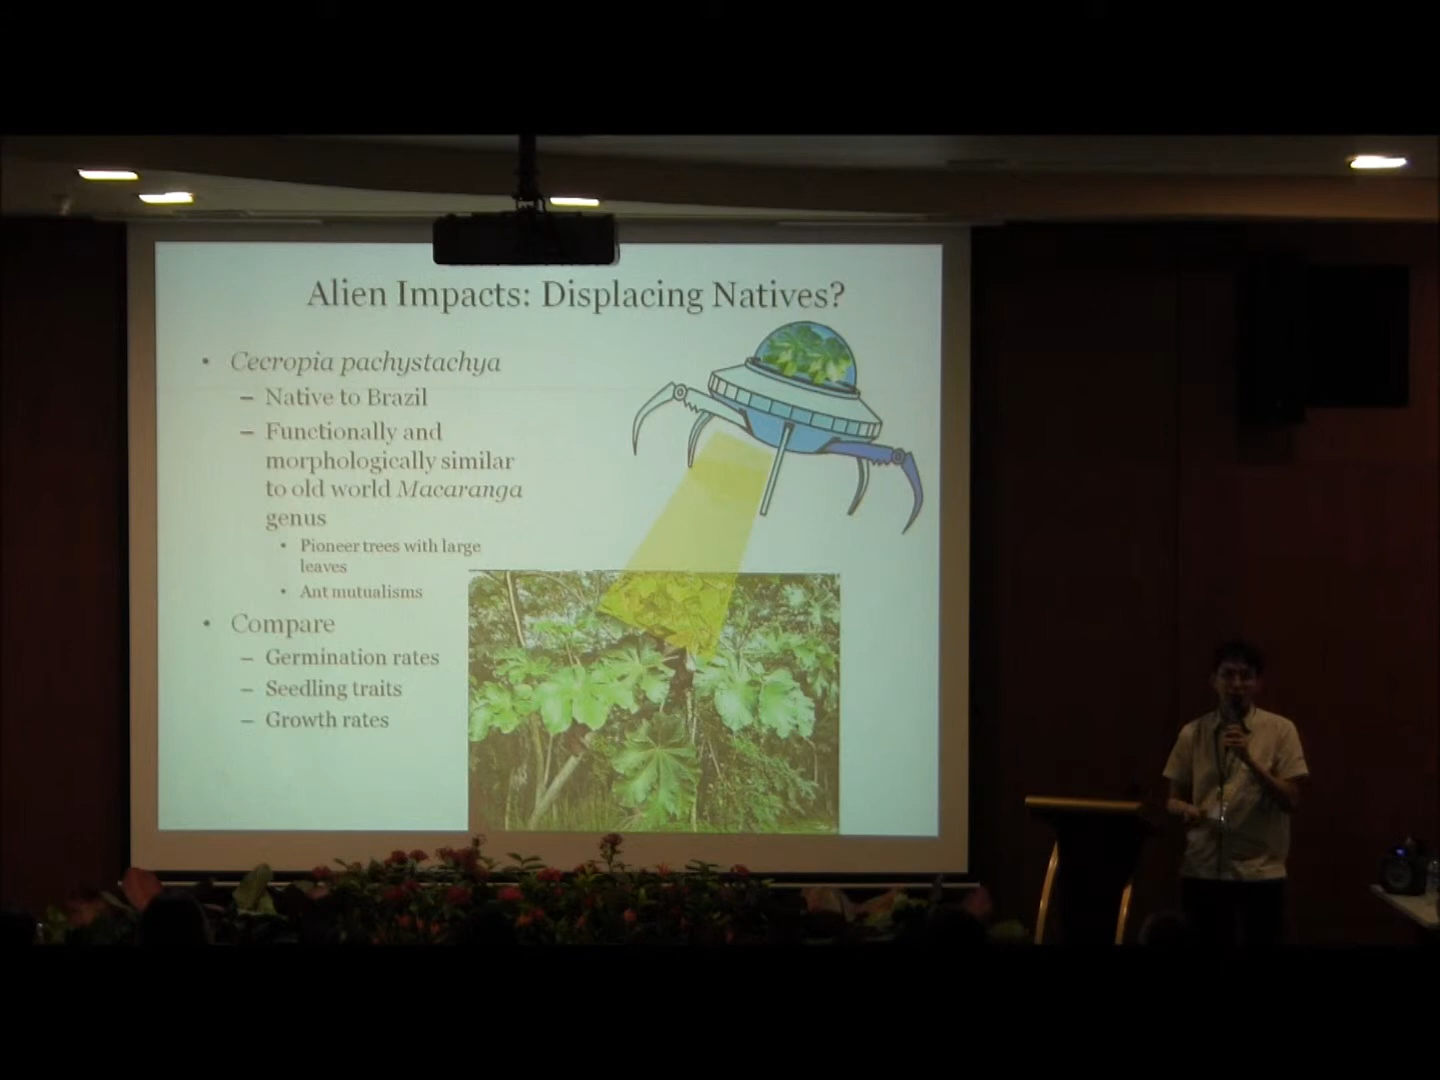 Alien Impacts: Displacing Natives?
• Cecropia pachystachya
– Native to Brazil
– Functionally and
morphologically similar
to old world Macaranga
genus
• Pioneer trees with large
leaves
• Ant mutualisms
• Compare
– Germination rates
– Seedling traits
– Growth rates